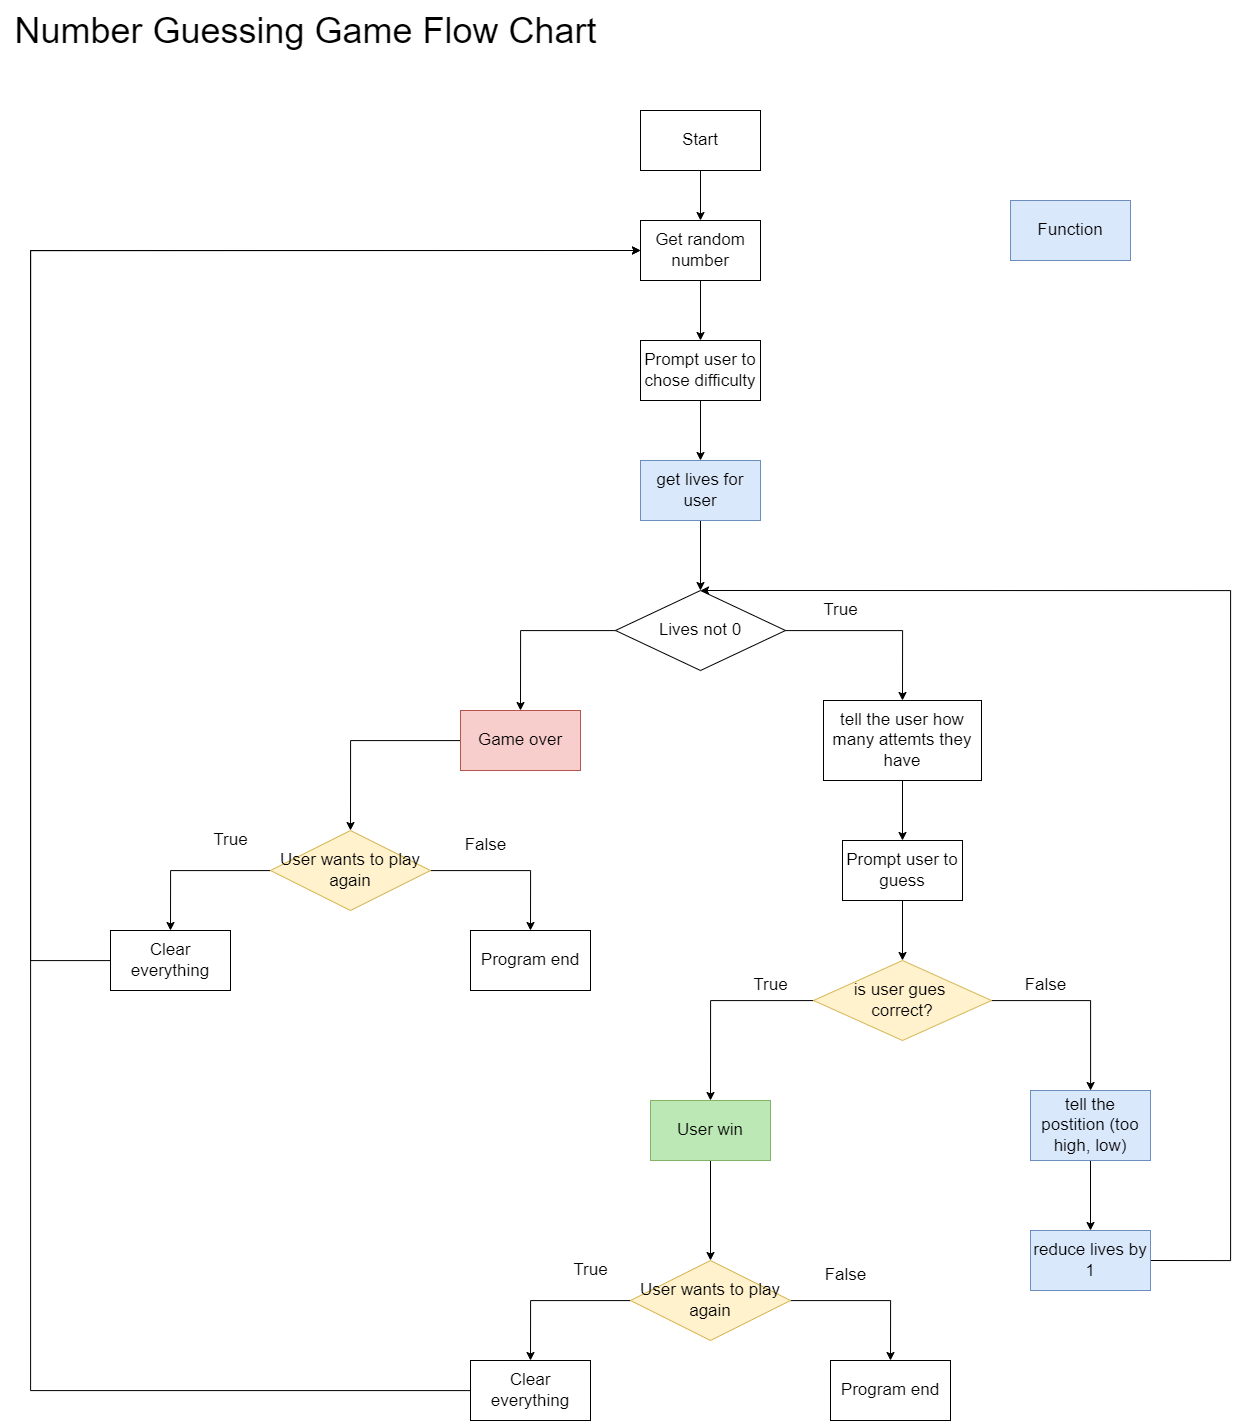 Number Guessing Game Flow Chart
Start
Function
Get random
number
Prompt user to
chose difficulty
get lives for
user
Lives not 0
True
Game over
tell the user how
many attemts they
have
True
False
User wants to play
again
Prompt user to
guess
Clear
everything
Program end
True
is user gues
correct?
False
User win
tell the
postition (too
high, low)
reduce lives by
1
True
False
User wants to play
again
Clear
everything
Program end